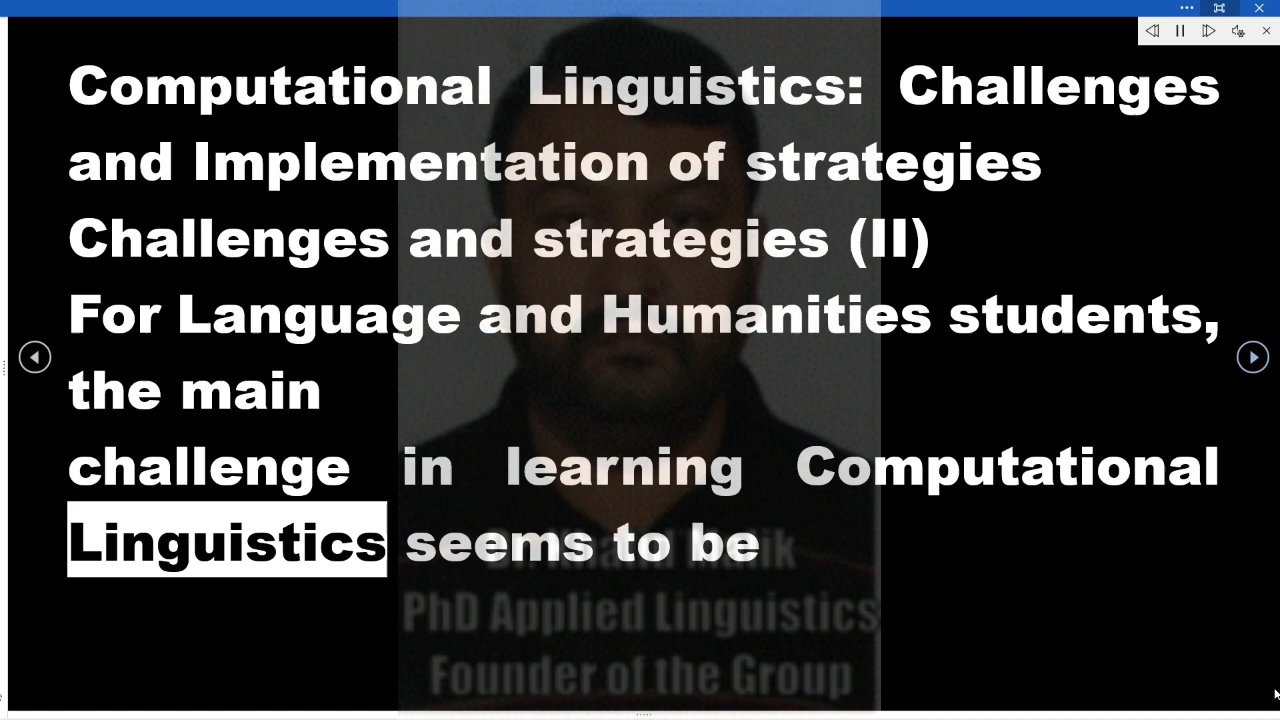 Computational Linguistics: Challenges
and Implementation of strategies
Challenges and strategies (II)
For Language and Humanities students,
the main
challenge in learning Computational
Linguistics seems to be
PhD Applied Linguistics
Founder of the Group